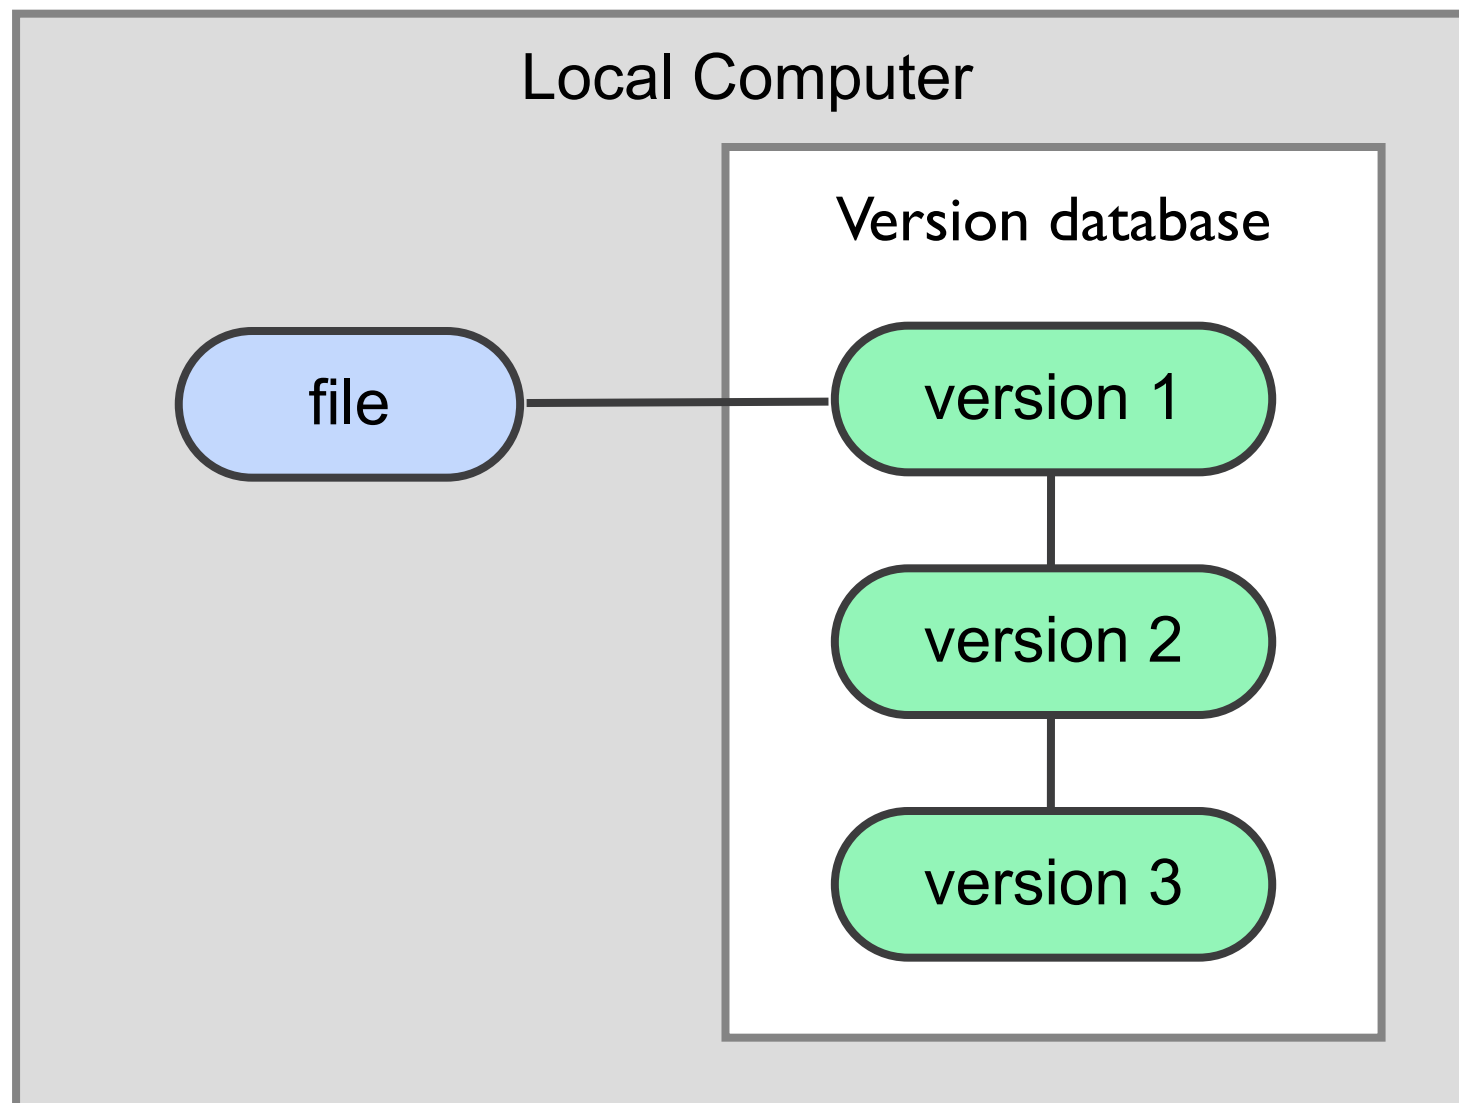 Local Computer
Version database
file
version 1
version 2
version 3